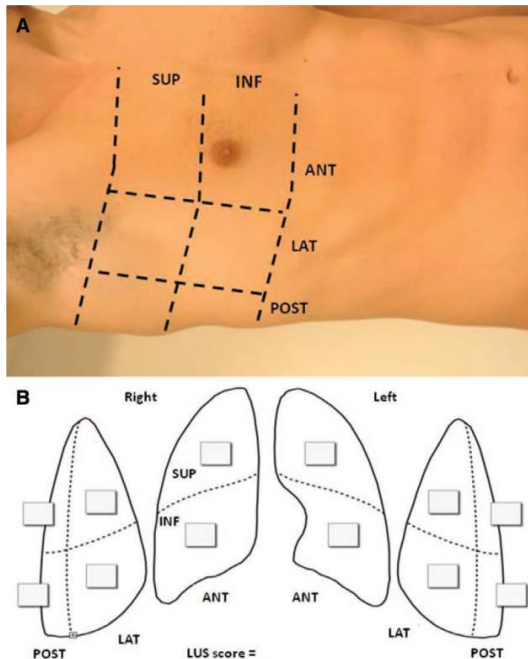 A
SUP INF
ANT
LAT
POST
B
Right Left
SUP
INF
ANT ANT
LAT LAT
POST POST
LUS score =